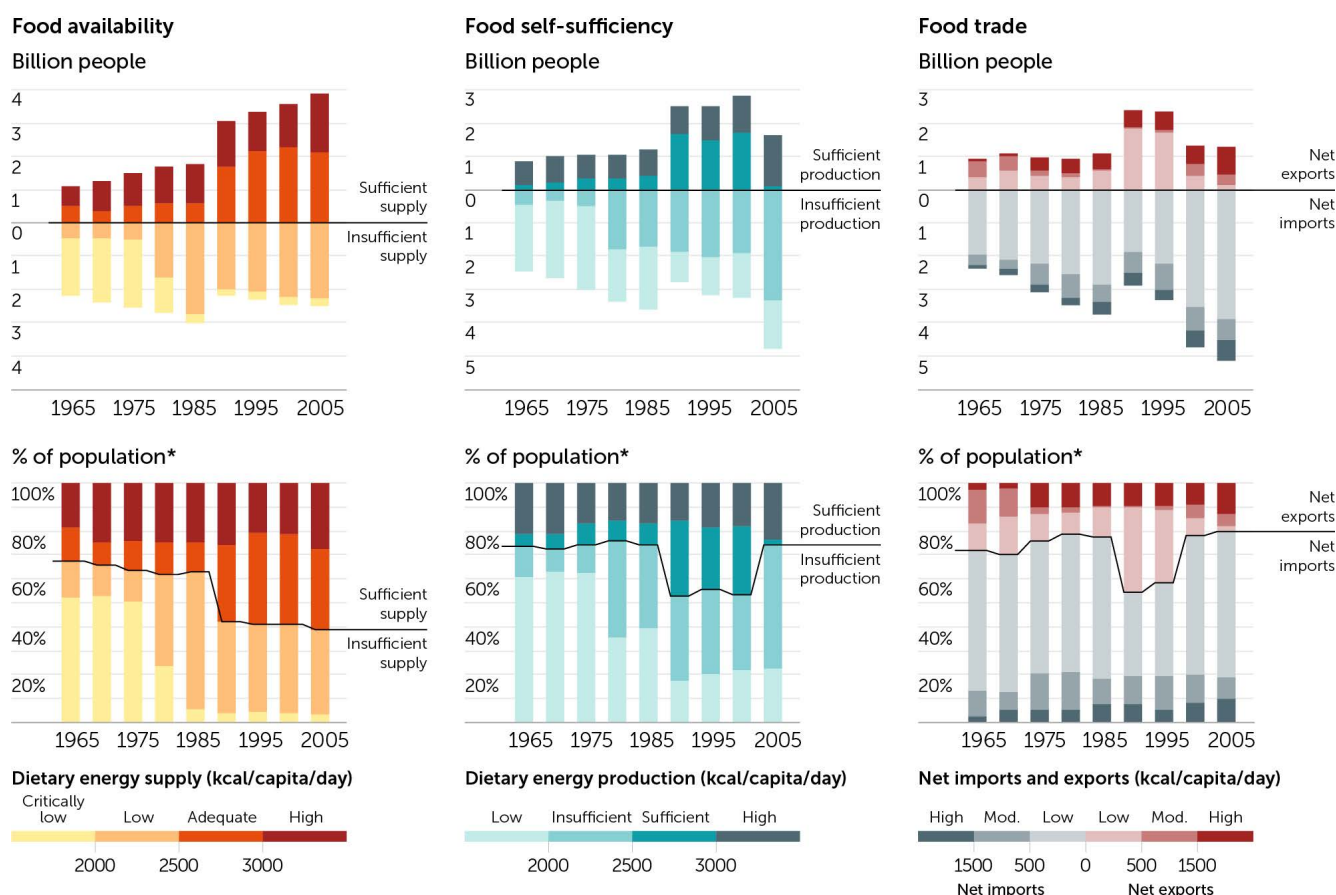 Food availability
Billion people
4
3
2
1
0
1
2
3
4
Sufficient
supply
Insufficient
supply
1965 1975 1985 1995 2005
Food self-sufficiency
Billion people
3
2
1
0
1
2
3
4
5
Sufficient
production
Insufficient
production
1965 1975 1985 1995 2005
Food trade
Billion people
3
2
1
0
1
2
3
4
5
Net
exports
Net
imports
1965 1975 1985 1995 2005
% of population*
100%
80%
60%
40%
20%
Sufficient
supply
Insufficient
supply
1965 1975 1985 1995 2005
% of population*
100%
80%
60%
40%
20%
Sufficient
production
Insufficient
production
1965 1975 1985 1995 2005
% of population*
100%
80%
60%
40%
20%
Net
exports
Net
imports
1965 1975 1985 1995 2005
Dietary energy supply (kcal/capita/day)
Critically
low Low Adequate High
2000 2500 3000
Dietary energy production (kcal/capita/day)
Low Insufficient Sufficient High
2000 2500 3000
Net imports and exports (kcal/capita/day)
High Mod. Low Low Mod. High
1500 500 0 500 1500
Net imports Net exports